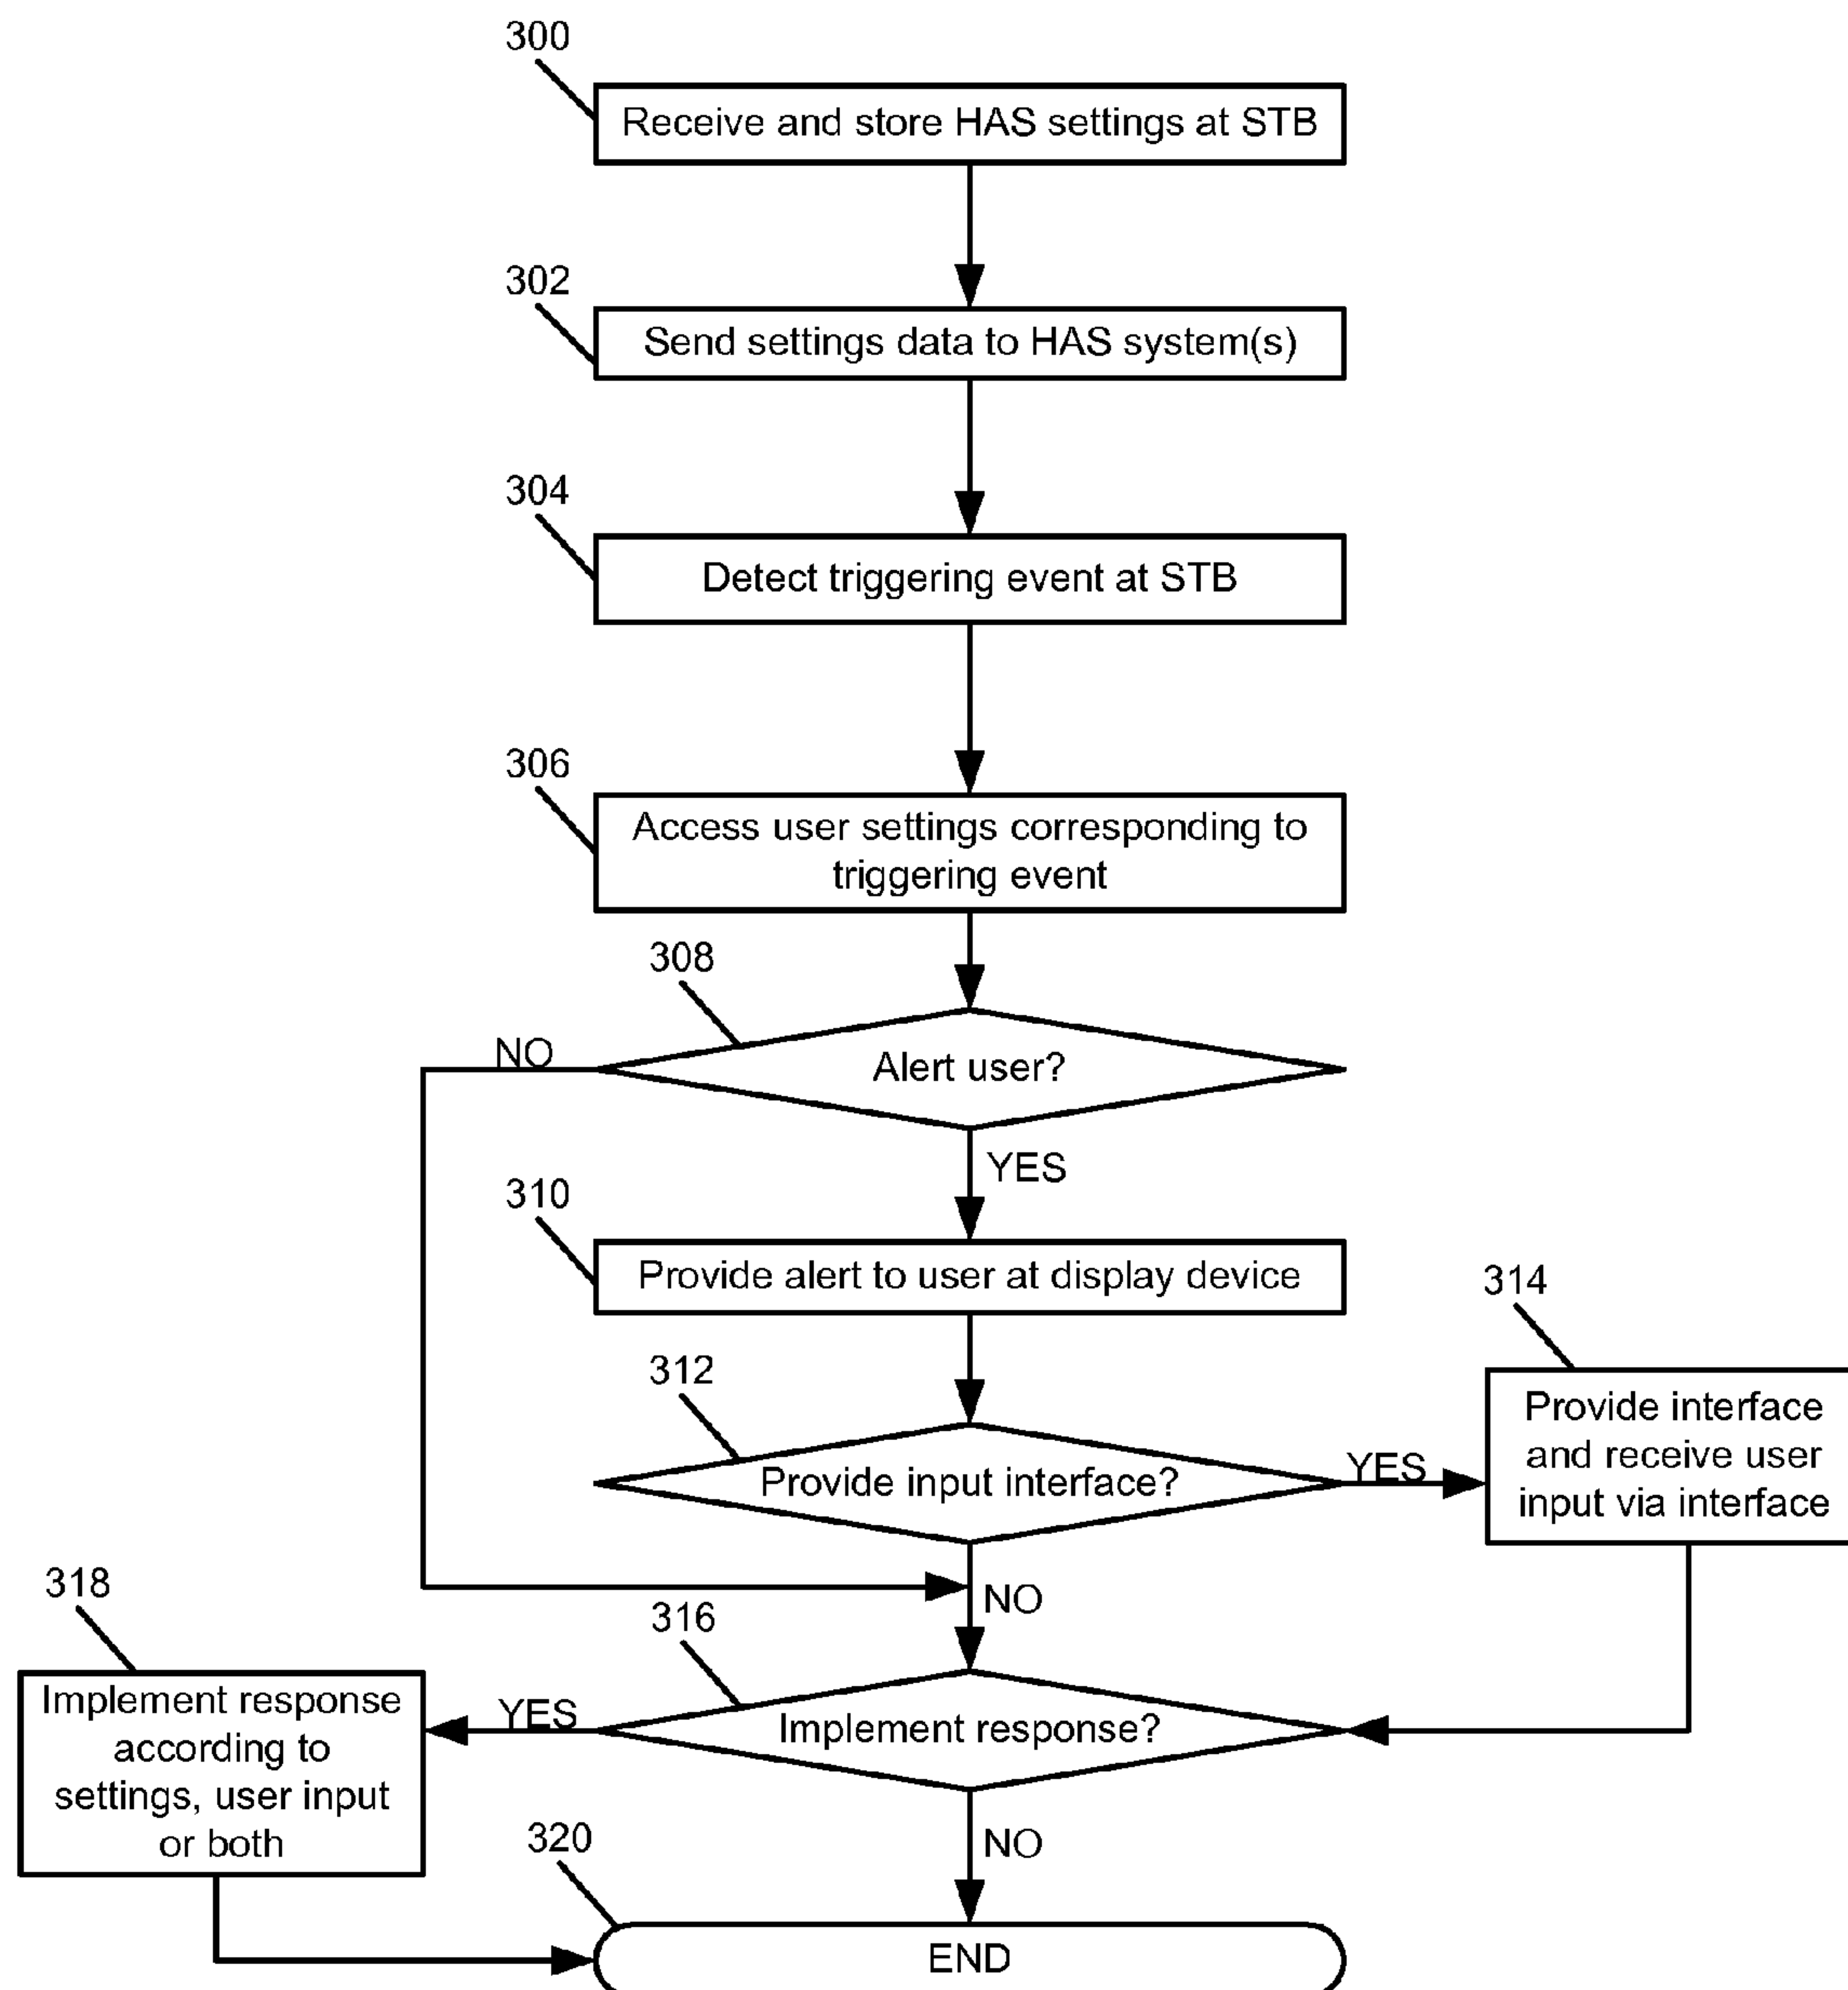 300
Receive and store HAS settings at STB
302
Send settings data to HAS system(s)
304
Detect triggering event at STB
306
Access user settings corresponding to
triggering event
308
NO
Alert user?
YES
310
Provide alert to user at display device
314
312
Provide interface
and receive user
input via interface
Provide input interface?
YES
NO
318
316
Implement response
according to
settings, user input
or both
YES
Implement response?
NO
320
END